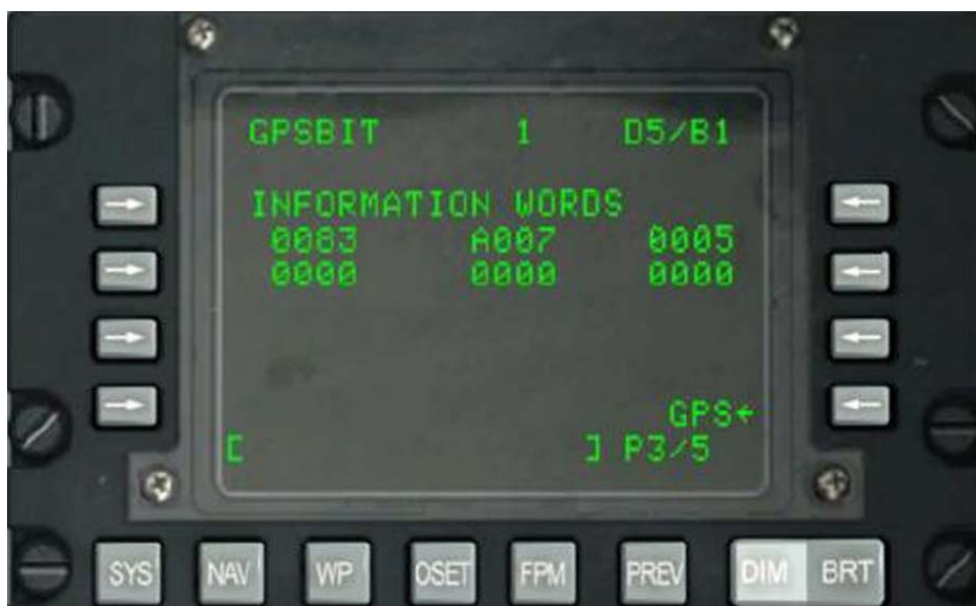 GPSBIT 1 D5/B1
INFORMATION WORDS
0083 A007 0005
0000 0000 0000
GPS←
[ ] P3/5
SYS NAV WP OSET FPM PREV DIM BRT